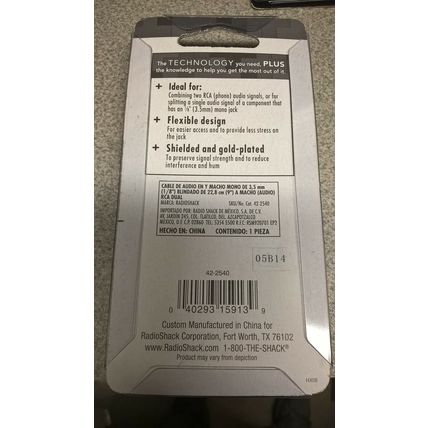 The TECHNOLOGY you need, PLUS
the knowledge to help you get the most out of it.
+ Ideal for:
Combining two RCA (phono) audio signals, or for
splitting a single audio signal of a component that
has an ⅛" (3.5mm) mono jack
+ Flexible design
For easier access and to provide less stress on
the jack
+ Shielded and gold-plated
To preserve signal strength and to reduce
interference and hum
CABLE DE AUDIO EN Y MACHO MONO DE 3,5 mm
(1/8") BLINDADO DE 22,8 cm (9") A MACHO (AUDIO)
RCA DUAL
MARCA: RADIOSHACK SKU/No. Cat. 42-2540
IMPORTADO POR: RADIO SHACK DE MÉXICO, S.A. DE C.V.
HECHO EN: CHINA CONTENIDO: 1 PIEZA
05B14
42-2540
0 40293 15913 9
Custom Manufactured in China for
RadioShack Corporation, Fort Worth, TX 76102
www.RadioShack.com 1-800-THE-SHACK®
Product may vary from depiction